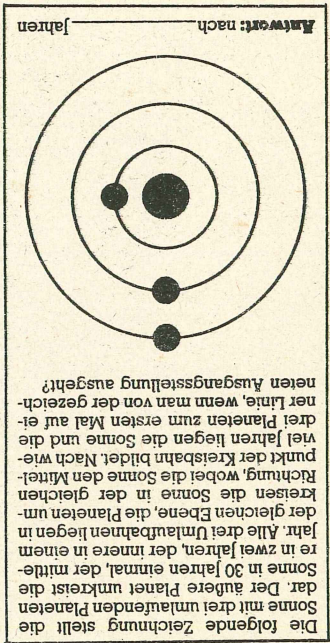 Die folgende Zeichnung stellt die
Sonne mit drei umlaufenden Planeten
dar. Der äußere Planet umkreist die
Sonne in 30 Jahren einmal, der mittle-
re in zwei Jahren, der innere in einem
Jahr. Alle drei Umlaufbahnen liegen in
der gleichen Ebene, die Planeten um-
kreisen die Sonne in der gleichen
Richtung, wobei die Sonne den Mittel-
punkt der Kreisbahn bildet. Nach wie-
viel Jahren liegen die Sonne und die
drei Planeten zum ersten Mal auf ei-
ner Linie, wenn man von der gezeich-
neten Ausgangsstellung ausgeht?
Antwort: nach ________ Jahren